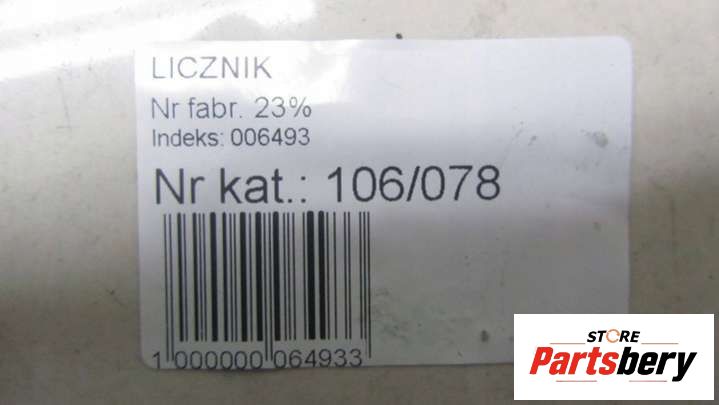 LICZNIK
Nr fabr. 23%
Indeks: 006493
Nr kat.: 106/078
1 000000 064933
STORE
Partsbery